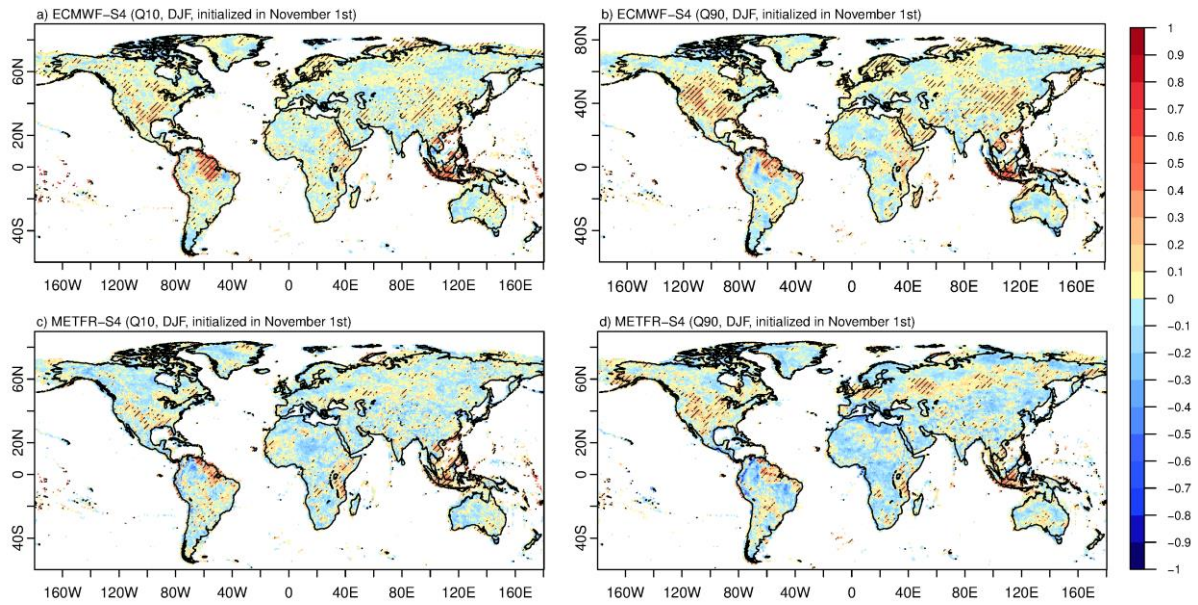 a) ECMWF-S4 (Q10, DJF, initialized in November 1st)
60N
20N
0
40S
160W 120W 80W 40W 0 40E 80E 120E 160E
b) ECMWF-S4 (Q90, DJF, initialized in November 1st)
80N
40N
0
40S
160W 120W 80W 40W 0 40E 80E 120E 160E
c) METFR-S4 (Q10, DJF, initialized in November 1st)
60N
20N
0
40S
160W 120W 80W 40W 0 40E 80E 120E 160E
d) METFR-S4 (Q90, DJF, initialized in November 1st)
60N
20N
0
40S
160W 120W 80W 40W 0 40E 80E 120E 160E
1
0.9
0.8
0.7
0.6
0.5
0.4
0.3
0.2
0.1
0
-0.1
-0.2
-0.3
-0.4
-0.5
-0.6
-0.7
-0.8
-0.9
-1